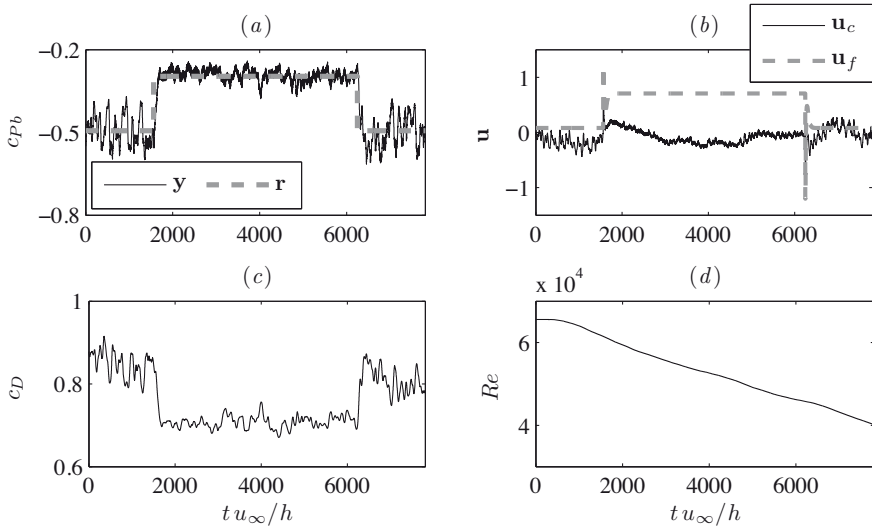 (a)
−0.2
−0.5
−0.8
c_{Pb}
y r
0 2000 4000 6000
(b)
u_c
u_f
1
0
−1
u
0 2000 4000 6000
(c)
1
0.8
0.6
c_D
0 2000 4000 6000
t u_∞/h
(d)
x 10^4
6
4
Re
0 2000 4000 6000
t u_∞/h